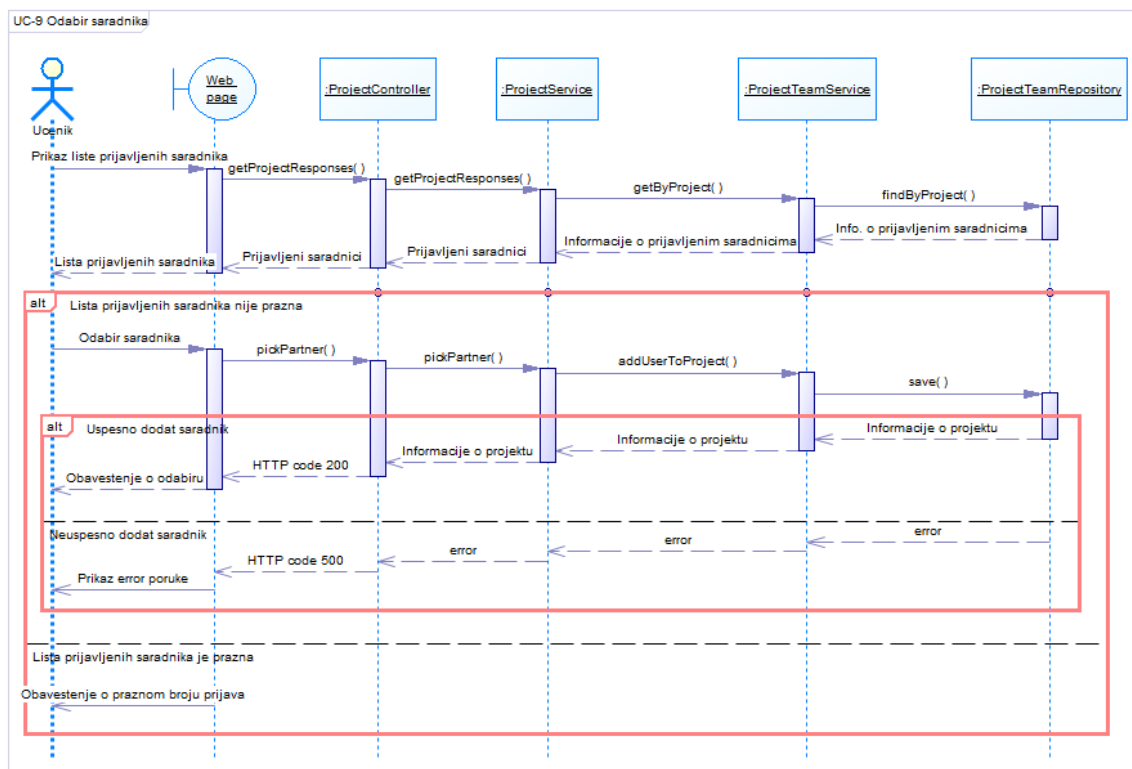 UC-9 Odabir saradnika
Web
page
:ProjectController
:ProjectService
:ProjectTeamService
:ProjectTeamRepository
Ucenik
Prikaz liste prijavljenih saradnika
getProjectResponses( )
getProjectResponses( )
getByProject( )
findByProject( )
Info. o prijavljenim saradnicima
Informacije o prijavljenim saradnicima
Prijavljeni saradnici
Prijavljeni saradnici
Lista prijavljenih saradnika
alt
Lista prijavljenih saradnika nije prazna
Odabir saradnika
pickPartner( )
pickPartner( )
addUserToProject( )
save( )
alt
Uspesno dodat saradnik
Informacije o projektu
Informacije o projektu
Informacije o projektu
HTTP code 200
Obavestenje o odabiru
Neuspesno dodat saradnik
error
error
error
HTTP code 500
Prikaz error poruke
Lista prijavljenih saradnika je prazna
Obavestenje o praznom broju prijava